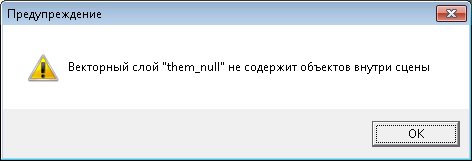 Предупреждение
Векторный слой "them_null" не содержит объектов внутри сцены
OK